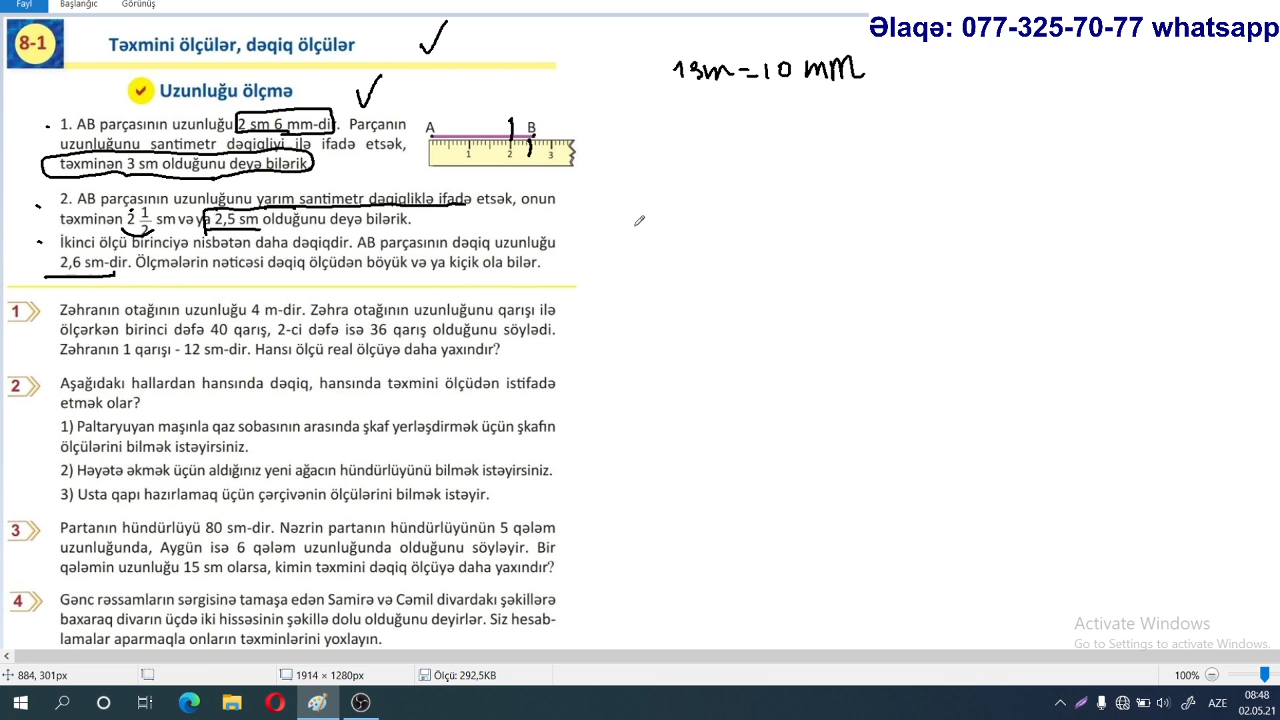 Fayl Başlanğıc Görünüş
Əlaqə: 077-325-70-77 whatsapp
8-1 Təxmini ölçülər, dəqiq ölçülər
1sm=10 mm
Uzunluğu ölçmə
1. AB parçasının uzunluğu 2 sm 6 mm-dir. Parçanın
uzunluğunu santimetr dəqiqliyi ilə ifadə etsək,
təxminən 3 sm olduğunu deyə bilərik.
A B
1 2 3
2. AB parçasının uzunluğunu yarım santimetr dəqiqliklə ifadə etsək, onun
təxminən 2 1/2 sm və ya 2,5 sm olduğunu deyə bilərik.
İkinci ölçü birinciyə nisbətən daha dəqiqdir. AB parçasının dəqiq uzunluğu
2,6 sm-dir. Ölçmələrin nəticəsi dəqiq ölçüdən böyük və ya kiçik ola bilər.
1 Zəhranın otağının uzunluğu 4 m-dir. Zəhra otağının uzunluğunu qarışı ilə
ölçərkən birinci dəfə 40 qarış, 2-ci dəfə isə 36 qarış olduğunu söylədi.
Zəhranın 1 qarışı - 12 sm-dir. Hansı ölçü real ölçüyə daha yaxındır?
2 Aşağıdakı hallardan hansında dəqiq, hansında təxmini ölçüdən istifadə
etmək olar?
1) Paltaryuyan maşınla qaz sobasının arasında şkaf yerləşdirmək üçün şkafın
ölçülərini bilmək istəyirsiniz.
2) Həyətə əkmək üçün aldığınız yeni ağacın hündürlüyünü bilmək istəyirsiniz.
3) Usta qapı hazırlamaq üçün çərçivənin ölçülərini bilmək istəyir.
3 Partanın hündürlüyü 80 sm-dir. Nəzrin partanın hündürlüyünün 5 qələm
uzunluğunda, Aygün isə 6 qələm uzunluğunda olduğunu söyləyir. Bir
qələmin uzunluğu 15 sm olarsa, kimin təxmini dəqiq ölçüyə daha yaxındır?
4 Gənc rəssamların sərgisinə tamaşa edən Samirə və Cəmil divardakı şəkillərə
baxaraq divarın üçdə iki hissəsinin şəkillə dolu olduğunu deyirlər. Siz hesab-
lamalar aparmaqla onların təxminlərini yoxlayın.
Activate Windows
Go to Settings to activate Windows.
884, 301px 1914 × 1280px Ölçü: 292,5KB 100%
AZE 08:48
02.05.21